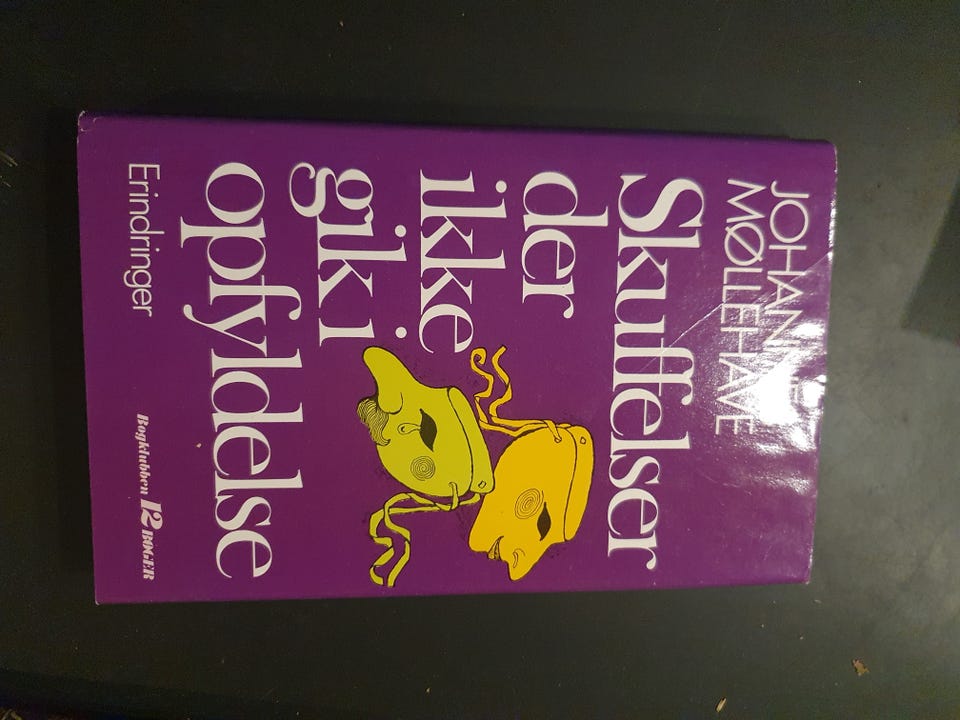 JOHANNES
MØLLEHAVE
Skuffelser
der
ikke
gik i
opfyldelse
Erindringer
Bogklubben 12 BØGER